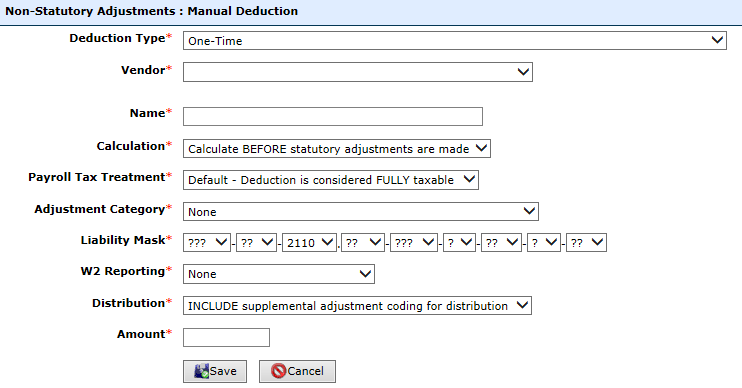 Non-Statutory Adjustments : Manual Deduction
Deduction Type* One-Time
Vendor*
Name*
Calculation* Calculate BEFORE statutory adjustments are made
Payroll Tax Treatment* Default - Deduction is considered FULLY taxable
Adjustment Category* None
Liability Mask* ??? - ?? - 2110 . ?? - ??? - ? - ?? - ? - ??
W2 Reporting* None
Distribution* INCLUDE supplemental adjustment coding for distribution
Amount*
Save Cancel